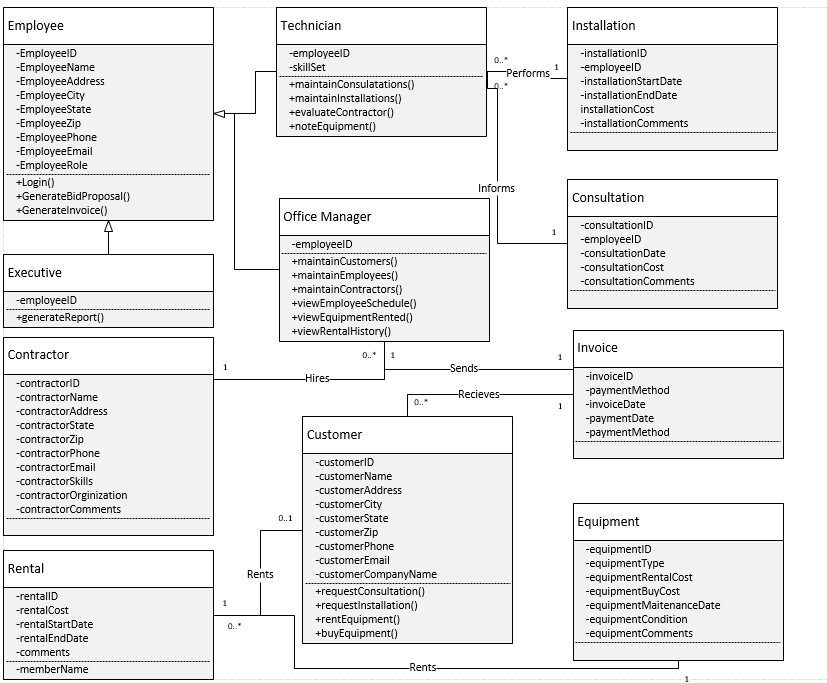 Employee
-EmployeeID
-EmployeeName
-EmployeeAddress
-EmployeeCity
-EmployeeState
-EmployeeZip
-EmployeePhone
-EmployeeEmail
-EmployeeRole
+Login()
+GenerateBidProposal()
+GenerateInvoice()
Technician
-employeeID
-skillSet
+maintainConsulatations()
+maintainInstallations()
+evaluateContractor()
+noteEquipment()
0..*
Performs
1
0..*
Installation
-installationID
-employeeID
-installationStartDate
-installationEndDate
installationCost
-installationComments
Informs
1
Consultation
-consultationID
-employeeID
-consultationDate
-consultationCost
-consultationComments
Office Manager
-employeeID
+maintainCustomers()
+maintainEmployees()
+maintainContractors()
+viewEmployeeSchedule()
+viewEquipmentRented()
+viewRentalHistory()
Executive
-employeeID
+generateReport()
Contractor
-contractorID
-contractorName
-contractorAddress
-contractorState
-contractorZip
-contractorPhone
-contractorEmail
-contractorSkills
-contractorOrginization
-contractorComments
1
Hires
0..*
1
Sends
1
Recieves
0..*
1
Invoice
-invoiceID
-paymentMethod
-invoiceDate
-paymentDate
-paymentMethod
Customer
-customerID
-customerName
-customerAddress
-customerCity
-customerState
-customerZip
-customerPhone
-customerEmail
-customerCompanyName
+requestConsultation()
+requestInstallation()
+rentEquipment()
+buyEquipment()
0..1
Rents
1
0..*
Rental
-rentalID
-rentalCost
-rentalStartDate
-rentalEndDate
-comments
-memberName
Rents
1
Equipment
-equipmentID
-equipmentType
-equipmentRentalCost
-equipmentBuyCost
-equipmentMaitenanceDate
-equipmentCondition
-equipmentComments